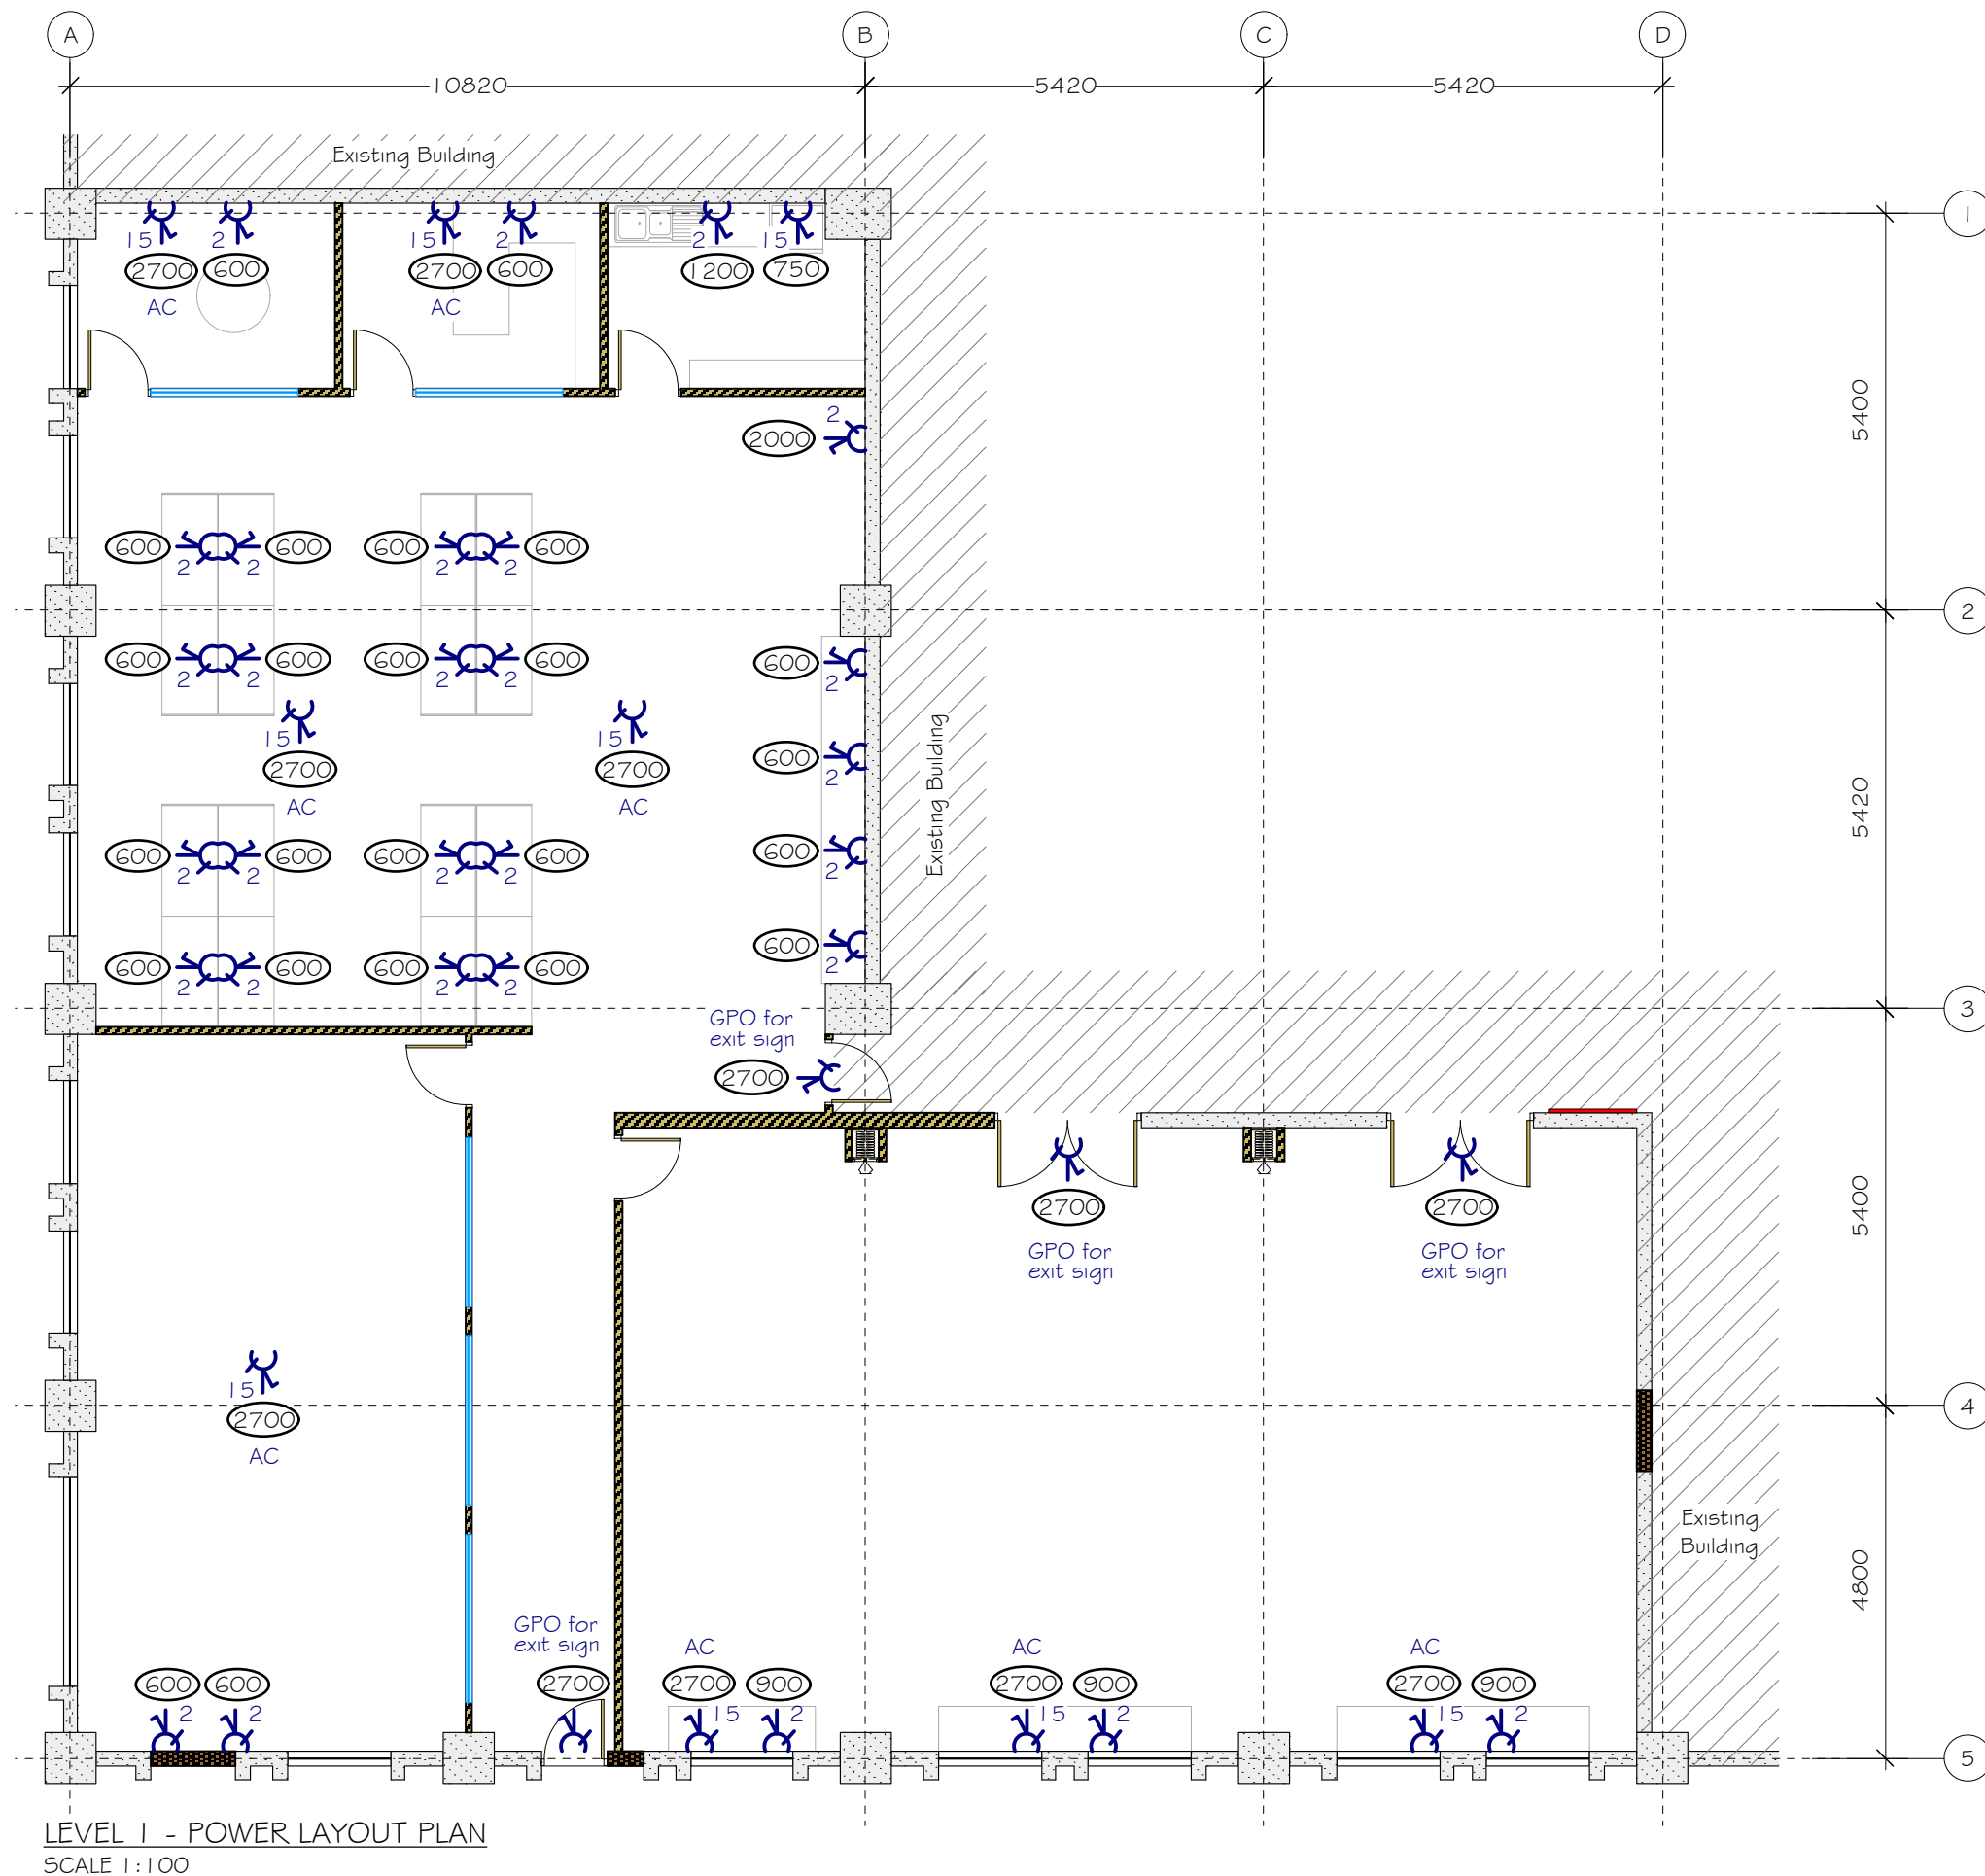 A B C D
10820 5420 5420
Existing Building
1
15 2 15 2 2 15
2700 600 2700 600 1200 750
AC AC
2
2000
5400
600 600 600 600
2 2 2 2
2
600 600 600 600 600
2 2 2 2 2
15 15
2700 2700 600
AC AC 2
Existing Building
5420
600 600 600 600 600
2 2 2 2 2
600
600 600 600 600
2 2 2 2 2
3
GPO for
exit sign
2700
2700 2700
5400
GPO for GPO for
exit sign exit sign
15
2700
AC
4
Existing
Building
4800
GPO for
exit sign
AC AC AC
600 600 2700 2700 900 2700 900 2700 900
2 2 15 2 15 2 15 2
5
LEVEL 1 - POWER LAYOUT PLAN
SCALE 1:100